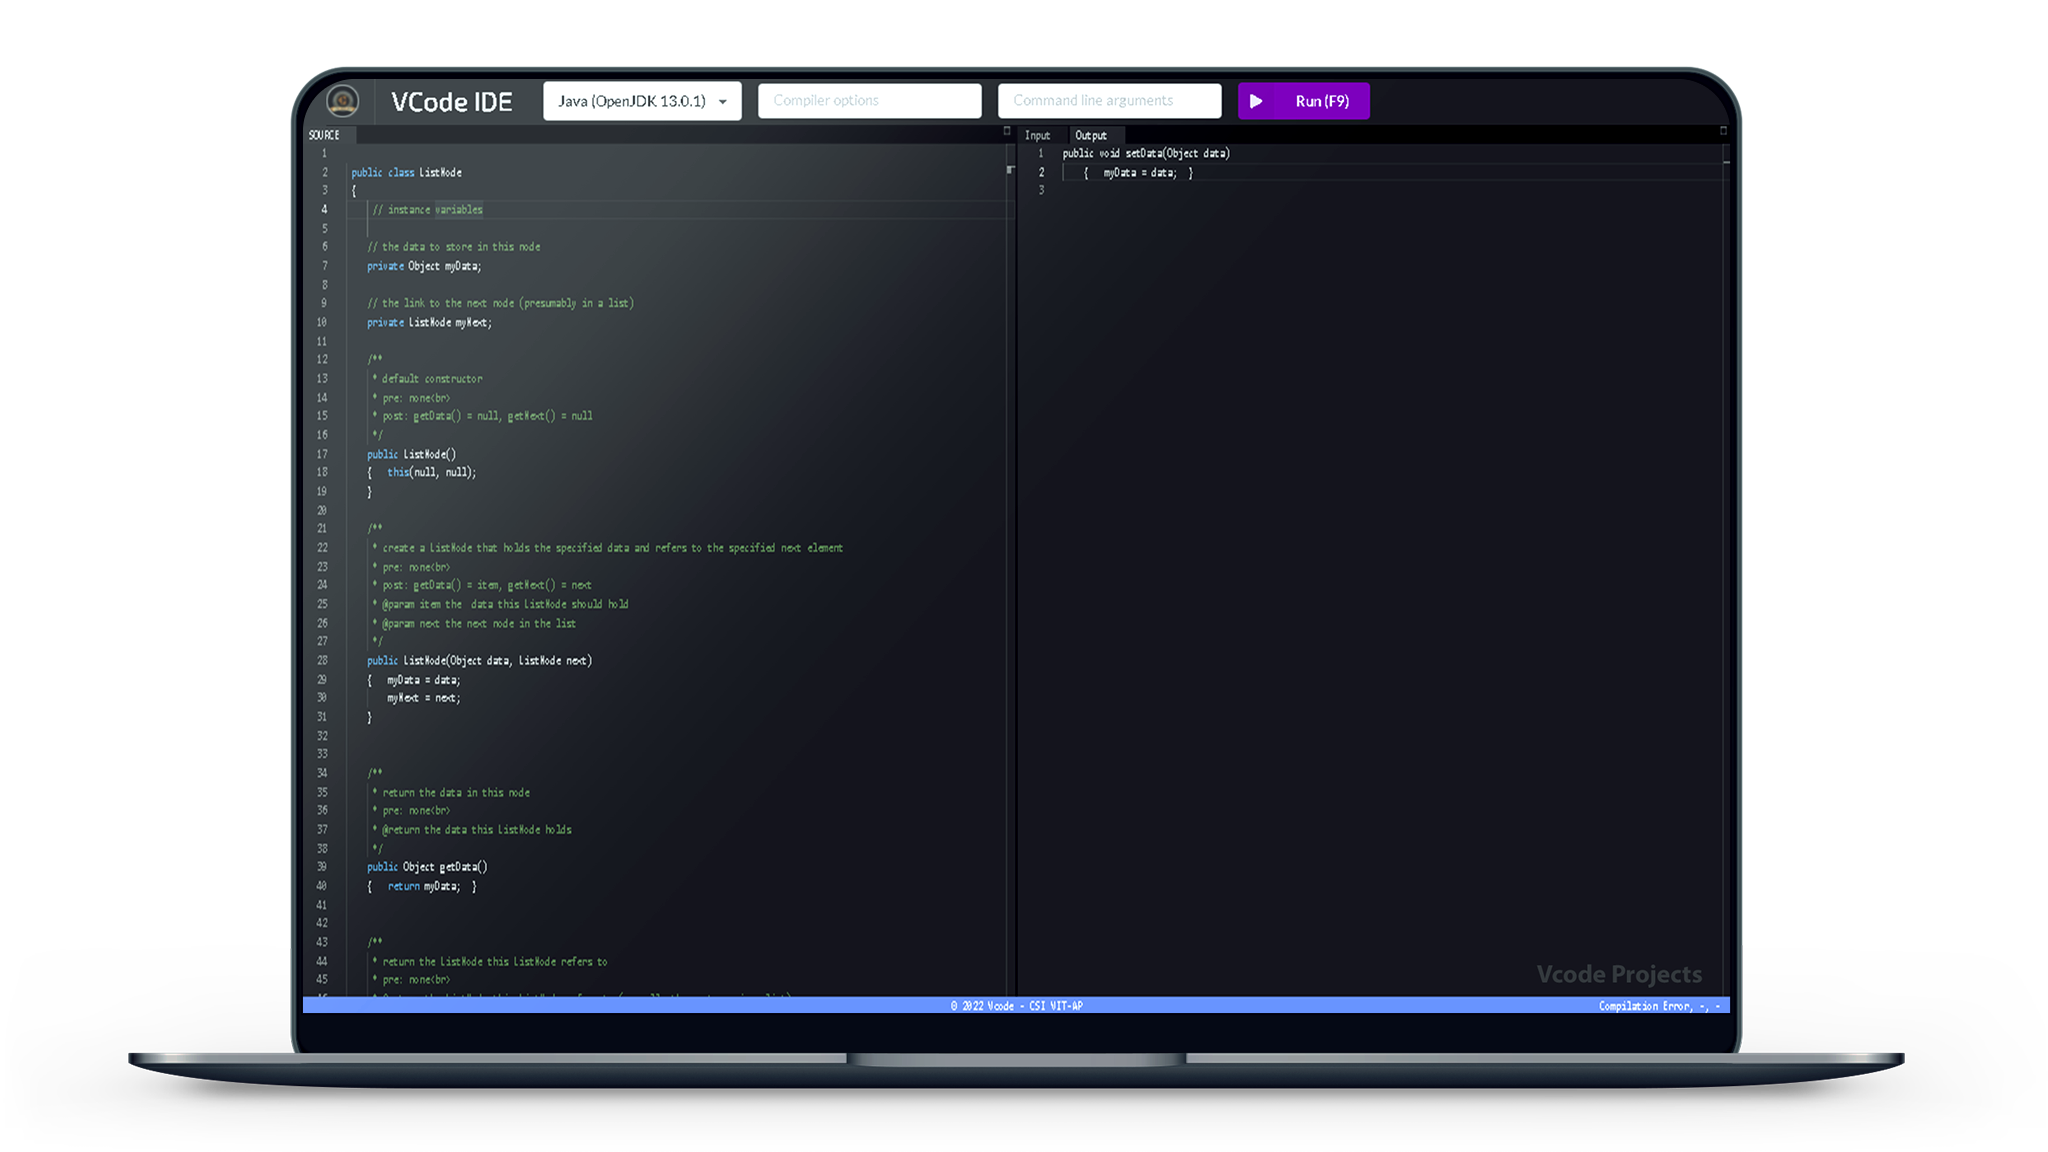 VCode IDE
Java (OpenJDK 13.0.1)
Compiler options
Command line arguments
Run (F9)
SOURCE
1
2 public class ListNode
3 {
4 // instance variables
5
6 // the data to store in this node
7 private Object myData;
8
9 // the link to the next node (presumably in a list)
10 private ListNode myNext;
11
12 /**
13 * default constructor
14 * pre: none<br>
15 * post: getData() = null, getNext() = null
16 */
17 public ListNode()
18 { this(null, null);
19 }
20
21 /**
22 * create a ListNode that holds the specified data and refers to the specified next element
23 * pre: none<br>
24 * post: getData() = item, getNext() = next
25 * @param item the data this ListNode should hold
26 * @param next the next node in the list
27 */
28 public ListNode(Object data, ListNode next)
29 { myData = data;
30 myNext = next;
31 }
32
33
34 /**
35 * return the data in this node
36 * pre: none<br>
37 * @return the data this ListNode holds
38 */
39 public Object getData()
40 { return myData; }
41
42
43 /**
44 * return the ListNode this ListNode refers to
45 * pre: none<br>
Input
Output
1 public void setData(Object data)
2 { myData = data; }
3
Vcode Projects
© 2022 Vcode - CSI VIT-AP
Compilation Error, -, -